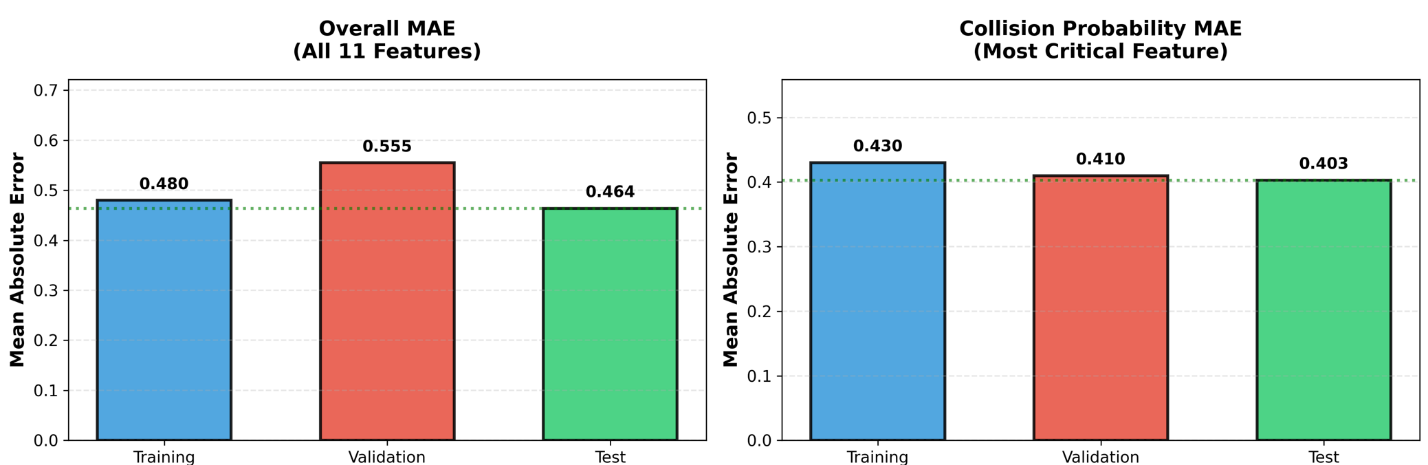 Overall MAE
(All 11 Features)
Mean Absolute Error
0.7
0.6
0.5
0.4
0.3
0.2
0.1
0.0
0.480
0.555
0.464
Training
Validation
Test
Collision Probability MAE
(Most Critical Feature)
Mean Absolute Error
0.5
0.4
0.3
0.2
0.1
0.0
0.430
0.410
0.403
Training
Validation
Test